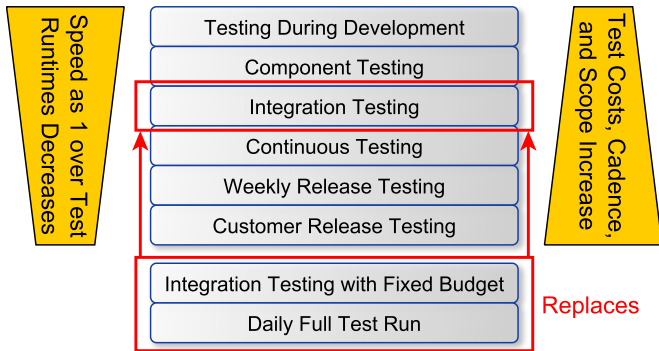 Speed as 1 over Test
Runtimes Decreases
Testing During Development
Component Testing
Integration Testing
Continuous Testing
Weekly Release Testing
Customer Release Testing
Test Costs, Cadence,
and Scope Increase
Integration Testing with Fixed Budget
Daily Full Test Run
Replaces